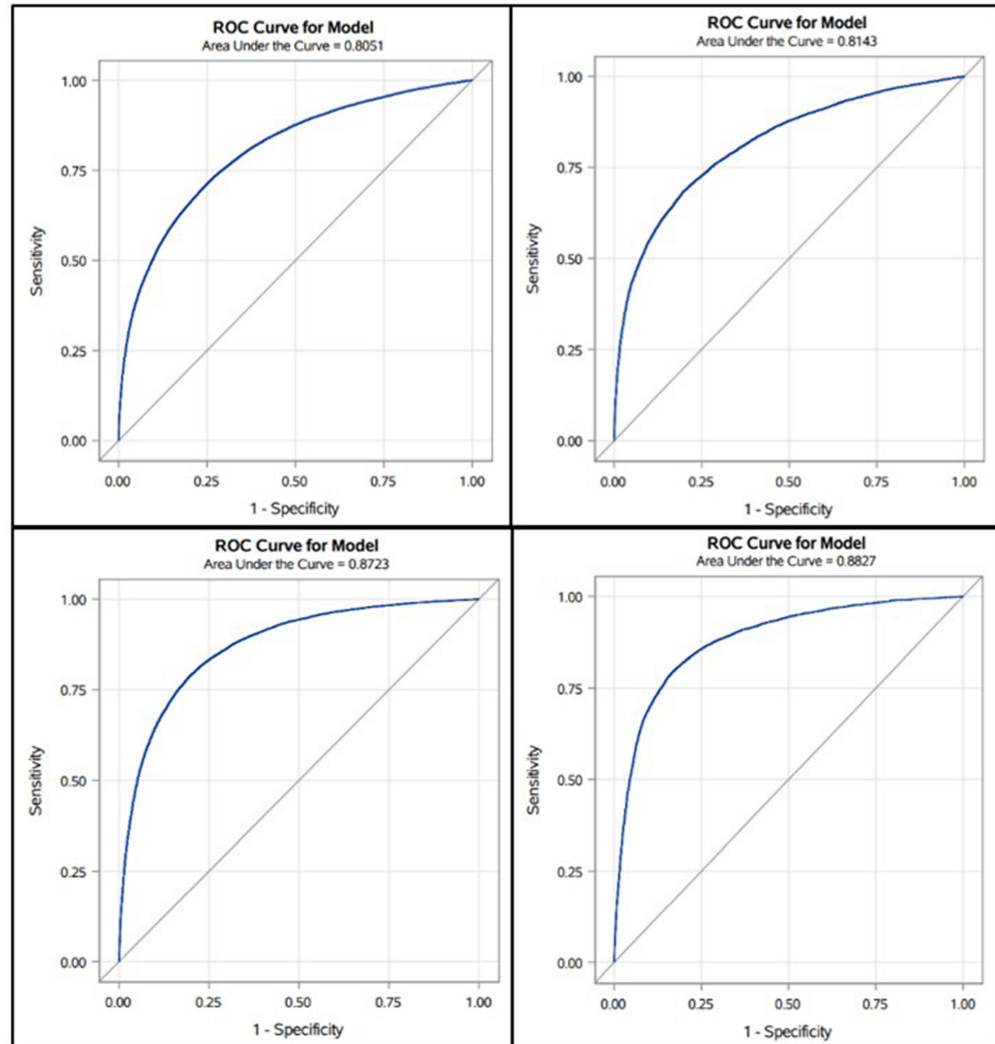 ROC Curve for Model
Area Under the Curve = 0.8051
1.00
0.75
0.50
0.25
0.00
Sensitivity
0.00 0.25 0.50 0.75 1.00
1 - Specificity
ROC Curve for Model
Area Under the Curve = 0.8143
1.00
0.75
0.50
0.25
0.00
Sensitivity
0.00 0.25 0.50 0.75 1.00
1 - Specificity
ROC Curve for Model
Area Under the Curve = 0.8723
1.00
0.75
0.50
0.25
0.00
Sensitivity
0.00 0.25 0.50 0.75 1.00
1 - Specificity
ROC Curve for Model
Area Under the Curve = 0.8827
1.00
0.75
0.50
0.25
0.00
Sensitivity
0.00 0.25 0.50 0.75 1.00
1 - Specificity